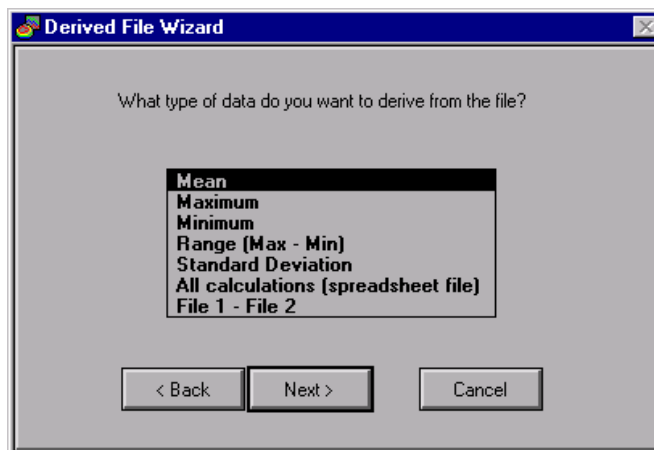 Derived File Wizard
What type of data do you want to derive from the file?
Mean
Maximum
Minimum
Range (Max - Min)
Standard Deviation
All calculations (spreadsheet file)
File 1 - File 2
< Back Next > Cancel